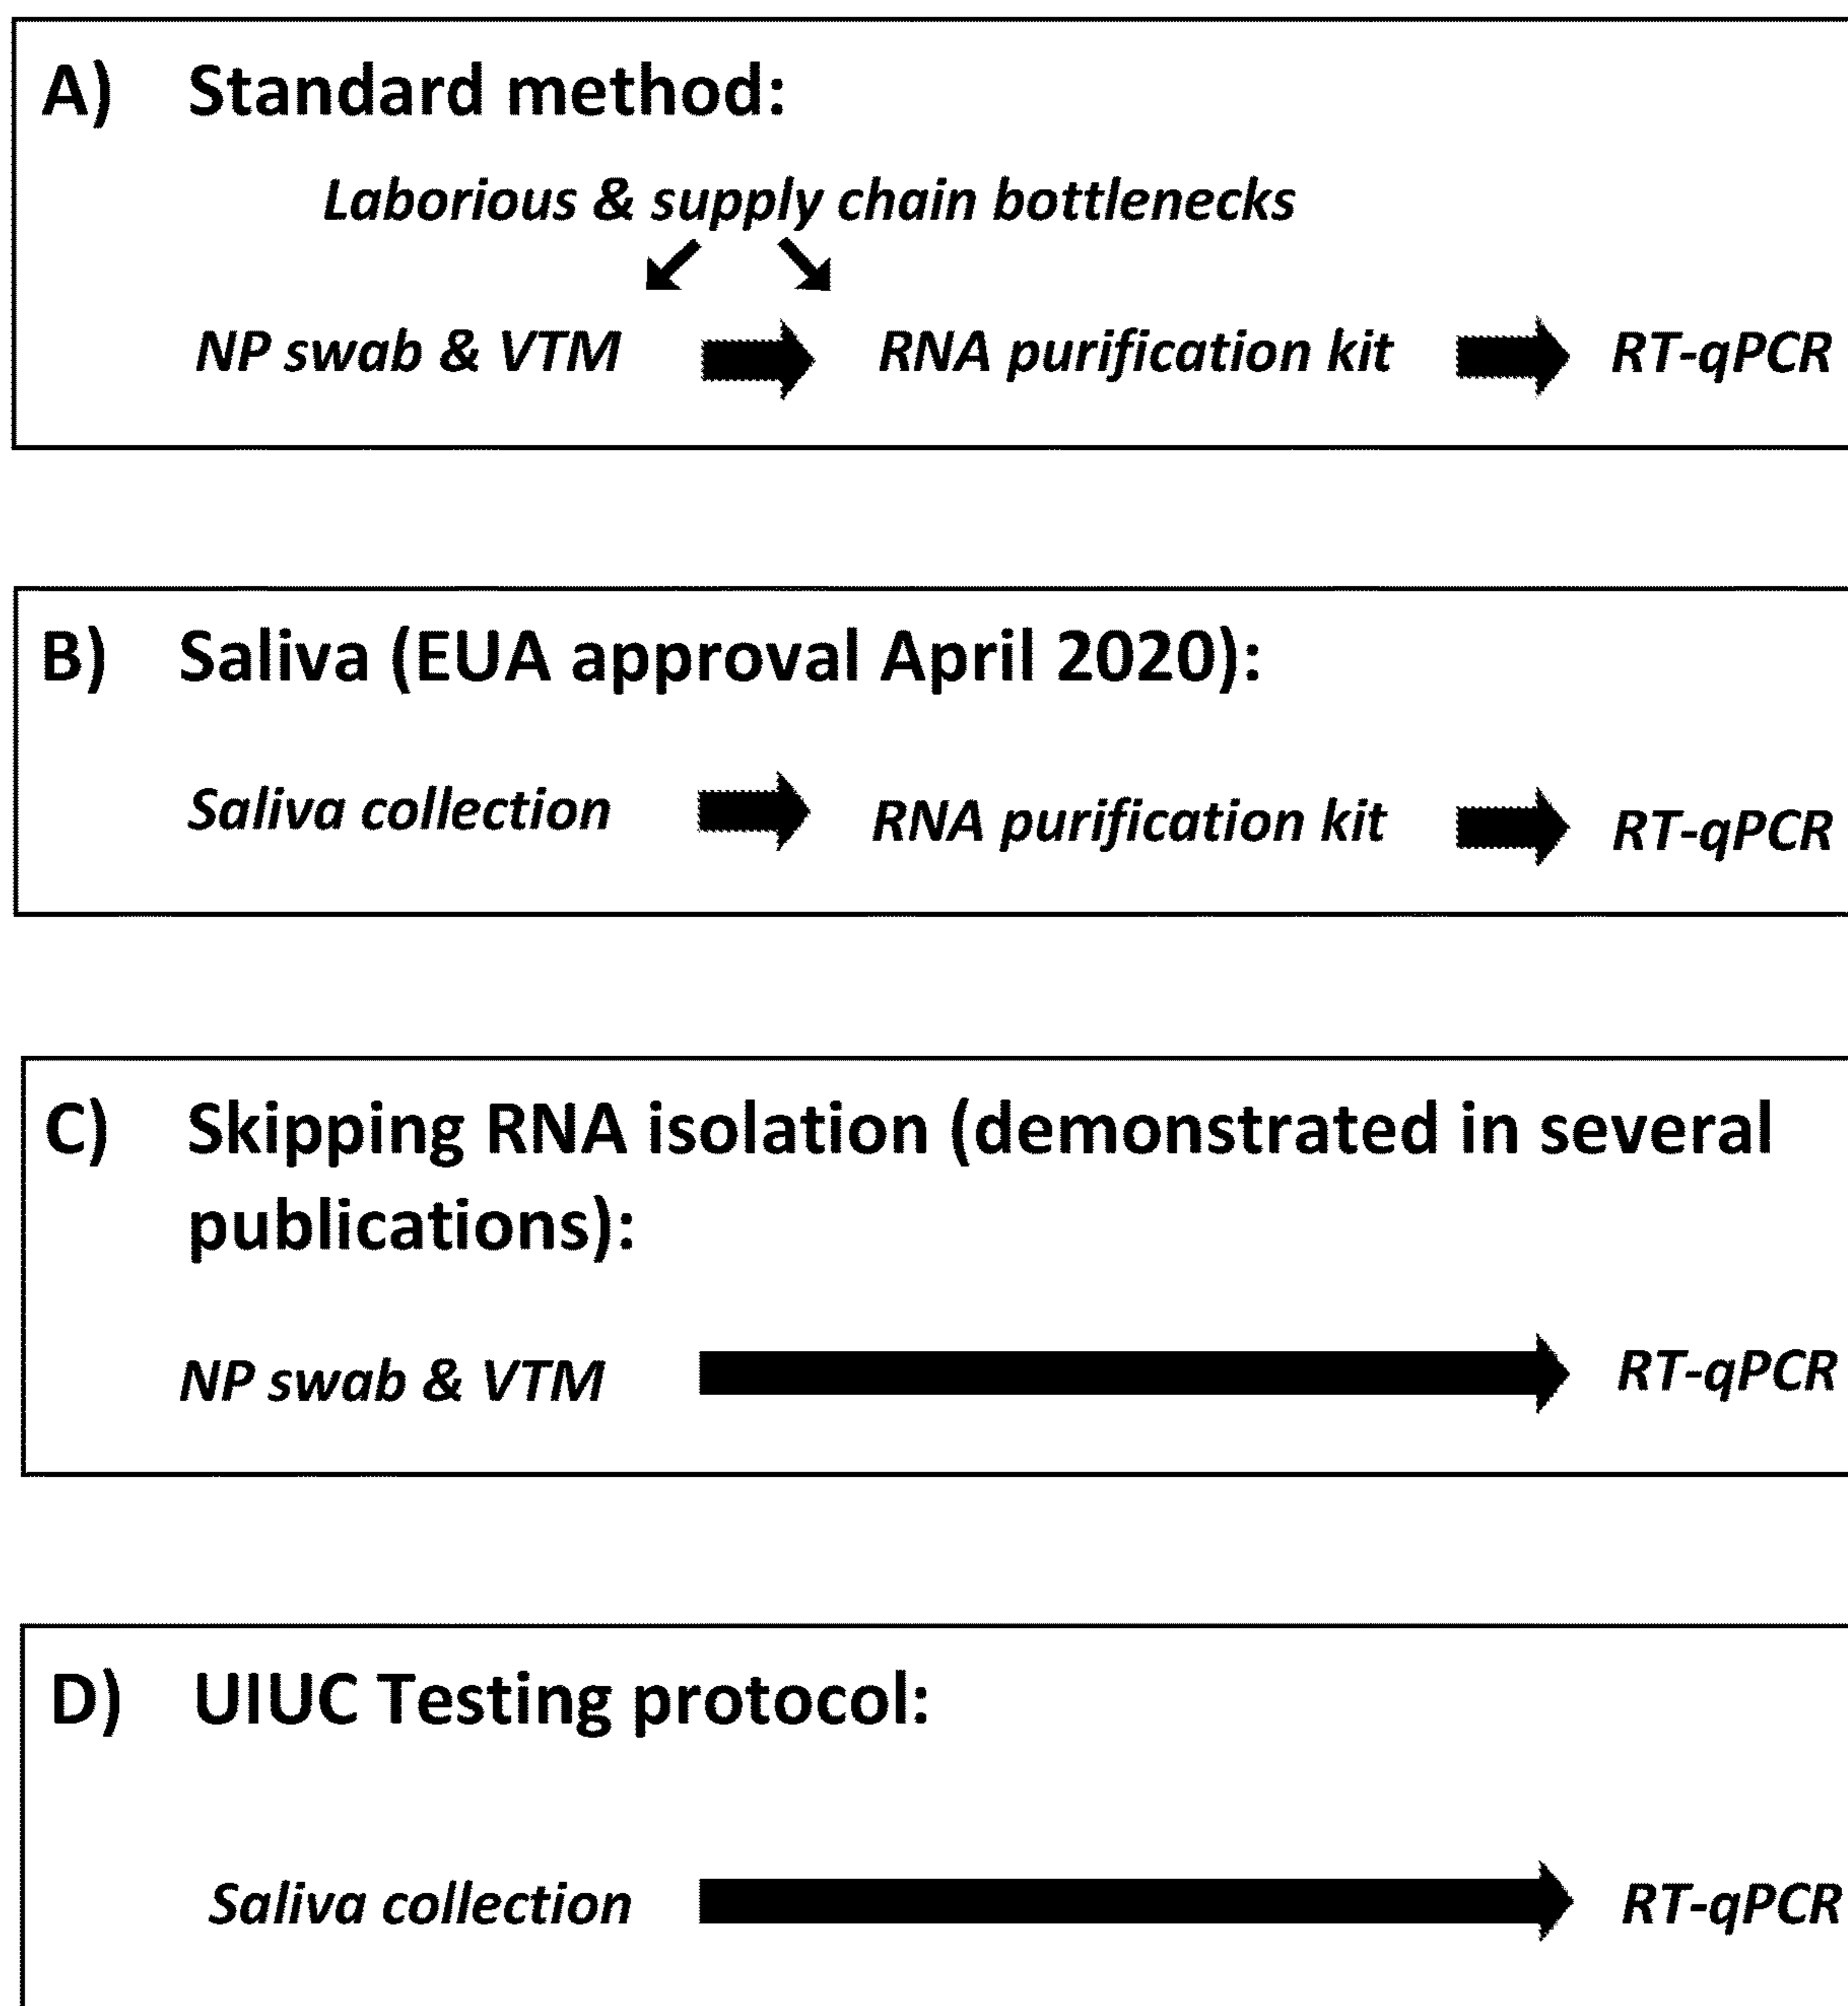 A) Standard method:
Laborious & supply chain bottlenecks
NP swab & VTM RNA purification kit RT-qPCR
B) Saliva (EUA approval April 2020):
Saliva collection RNA purification kit RT-qPCR
C) Skipping RNA isolation (demonstrated in several
publications):
NP swab & VTM RT-qPCR
D) UIUC Testing protocol:
Saliva collection RT-qPCR